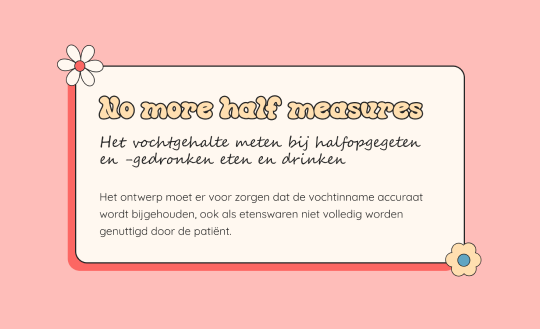 No more half measures
Het vochtgehalte meten bij halfopgegeten
en -gedronken eten en drinken
Het ontwerp moet er voor zorgen dat de vochtinname accuraat
wordt bijgehouden, ook als etenswaren niet volledig worden
genuttigd door de patiënt.